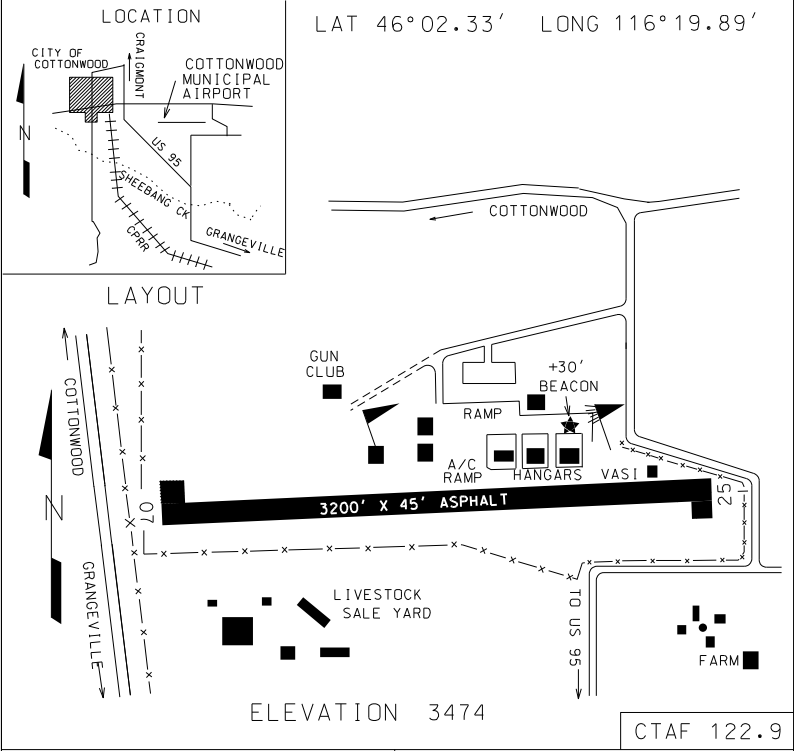 LOCATION
LAT 46°02.33' LONG 116°19.89'
CITY OF
COTTONWOOD
CRAIGMONT
COTTONWOOD
MUNICIPAL
AIRPORT
N
US 95
SHEEBANG CK
CPRR
GRANGEVILLE
COTTONWOOD
LAYOUT
GUN
CLUB
+30'
BEACON
RAMP
COTTONWOOD
A/C
RAMP
HANGARS
VASI
N
07
3200' X 45' ASPHALT
25
GRANGEVILLE
LIVESTOCK
SALE YARD
TO US 95
FARM
ELEVATION 3474
CTAF 122.9